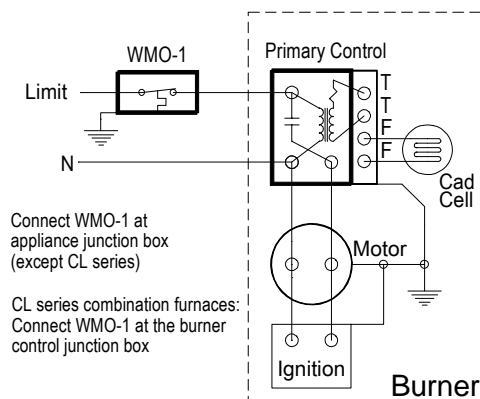 WMO-1
Primary Control
Limit
T
T
F
F
N
Cad
Cell
Connect WMO-1 at
appliance junction box
(except CL series)
Motor
CL series combination furnaces:
Connect WMO-1 at the burner
control junction box
Ignition
Burner